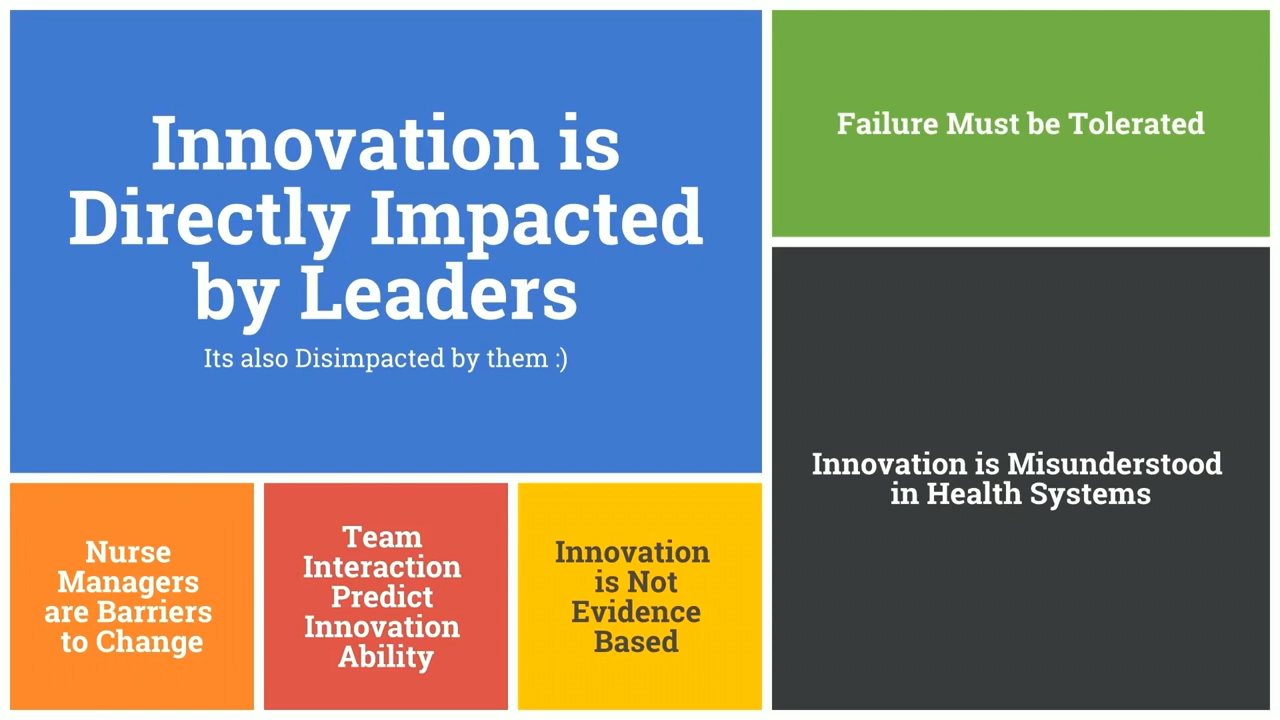 Innovation is
Directly Impacted
by Leaders
Its also Disimpacted by them :)
Failure Must be Tolerated
Innovation is Misunderstood
in Health Systems
Nurse
Managers
are Barriers
to Change
Team
Interaction
Predict
Innovation
Ability
Innovation
is Not
Evidence
Based